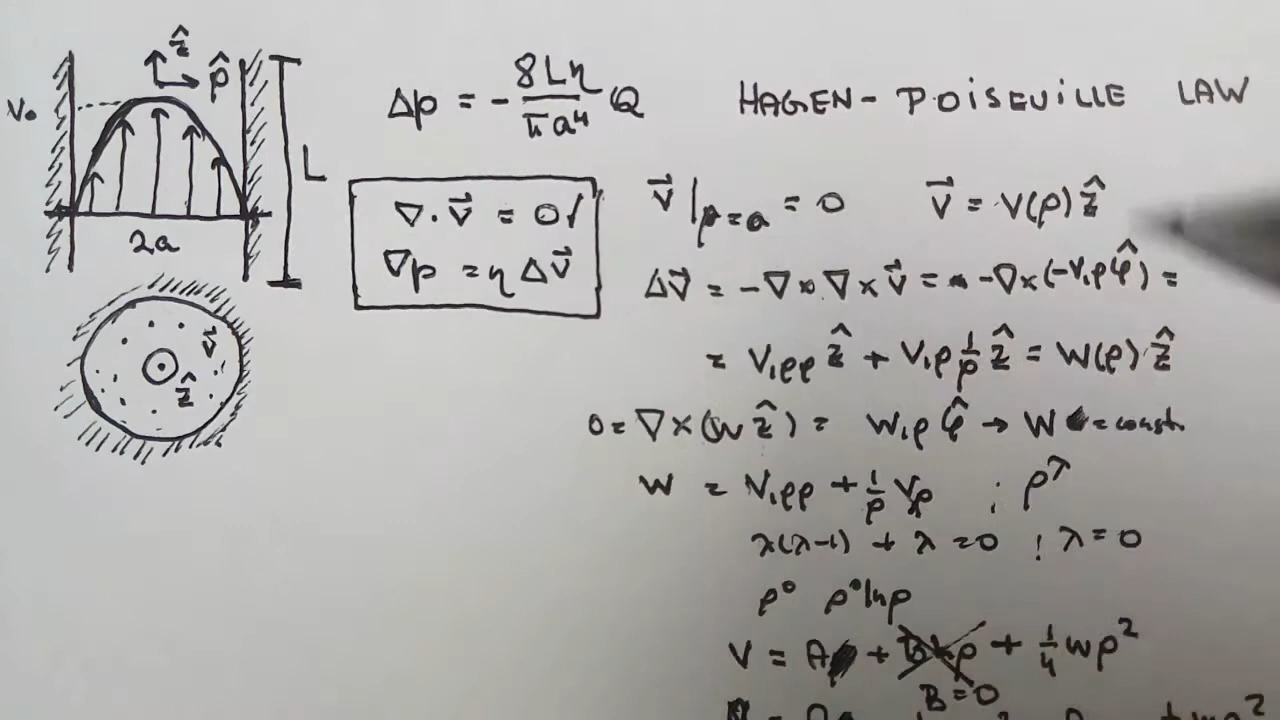 ẑ
ρ̂
v₀
L
2a
v⃗
ẑ
Δp = - 8Lη/πa⁴ Q HAGEN-POISEUILLE LAW
∇·v⃗ = 0 ✓
∇p = η Δv⃗
v⃗|ρ=a = 0 v⃗ = v(ρ)ẑ
Δv⃗ = -∇×∇×v⃗ = -∇×(-v,ρ φ̂) =
= v,ρρ ẑ + v,ρ 1/ρ ẑ = w(ρ) ẑ
0 = ∇×(w ẑ) = w,ρ φ̂ → w = const.
w = v,ρρ + 1/ρ v,ρ ; ρ^λ
λ(λ-1) + λ = 0 ; λ = 0
ρ⁰ ρ⁰lnρ
v = A + + 1/4 wρ²
B = 0